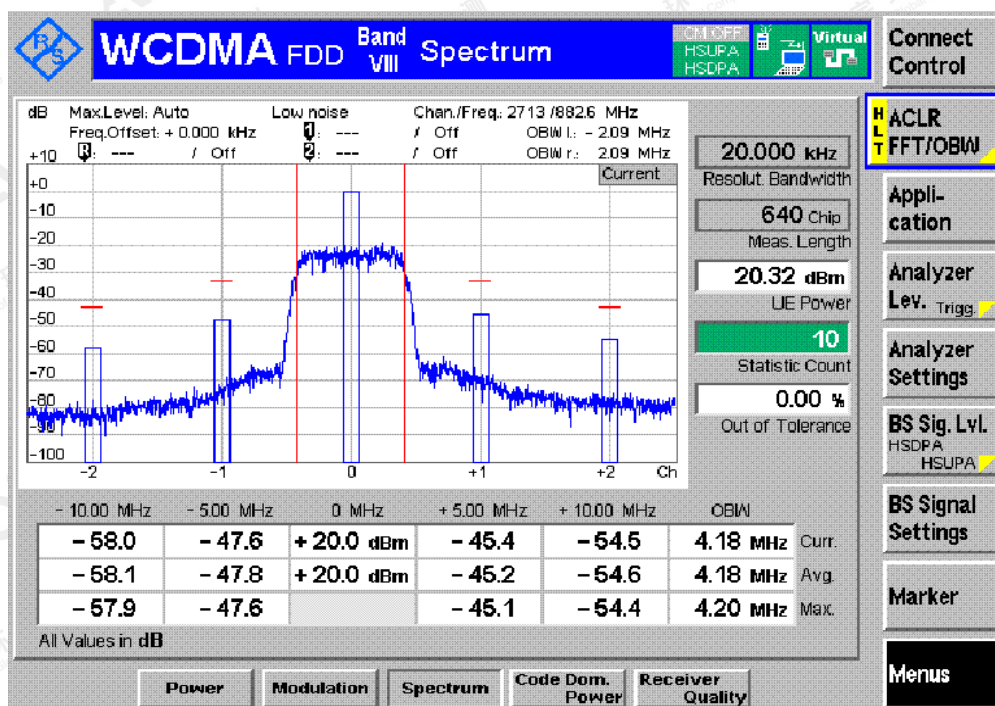 R&S
WCDMA FDD Band VIII Spectrum
HSUPA
HSDPA
Virtual
Connect Control
dB Max.Level: Auto Low noise Chan./Freq.: 2713 /882.6 MHz
Freq.Offset: + 0.000 kHz 1: --- / Off OBW l.: - 2.09 MHz
R: --- / Off 2: --- / Off OBW r.: 2.09 MHz
Current
+10
+0
-10
-20
-30
-40
-50
-60
-70
-80
-90
-100
-2 -1 0 +1 +2 Ch
20.000 kHz
Resolut. Bandwidth
640 Chip
Meas. Length
20.32 dBm
UE Power
10
Statistic Count
0.00 %
Out of Tolerance
- 10.00 MHz - 5.00 MHz 0 MHz + 5.00 MHz + 10.00 MHz OBW
- 58.0 - 47.6 + 20.0 dBm - 45.4 - 54.5 4.18 MHz Curr.
- 58.1 - 47.8 + 20.0 dBm - 45.2 - 54.6 4.18 MHz Avg.
- 57.9 - 47.6 - 45.1 - 54.4 4.20 MHz Max.
All Values in dB
HLT
ACLR
FFT/OBW
Appli-
cation
Analyzer
Lev. Trigg.
Analyzer
Settings
BS Sig. Lvl.
HSDPA
HSUPA
BS Signal
Settings
Marker
Menus
Power
Modulation
Spectrum
Code Dom.
Power
Receiver
Quality